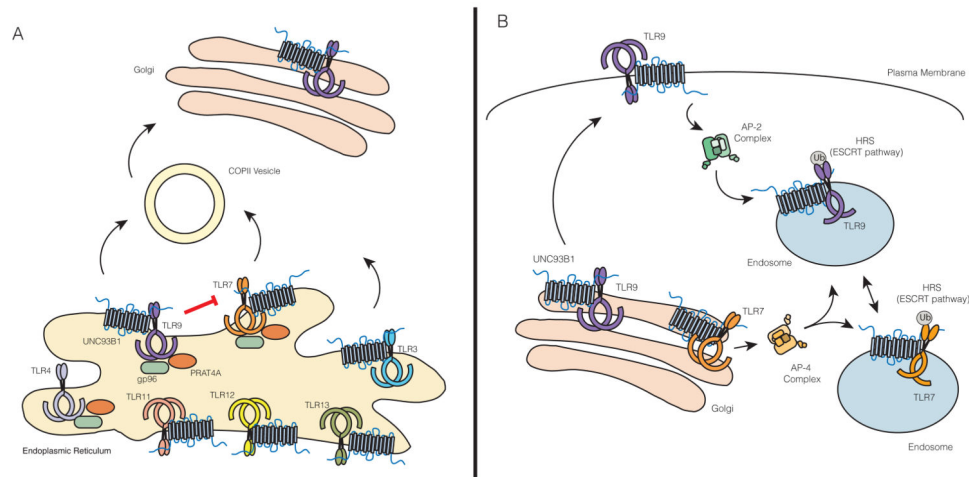 A
Golgi
COPII Vesicle
TLR7
TLR9
UNC93B1
TLR3
TLR4
gp96
PRAT4A
TLR11
TLR12
TLR13
Endoplasmic Reticulum
B
TLR9
Plasma Membrane
AP-2
Complex
HRS
(ESCRT pathway)
Ub
TLR9
Endosome
UNC93B1
TLR9
TLR7
HRS
(ESCRT pathway)
Ub
AP-4
Complex
TLR7
Golgi
Endosome